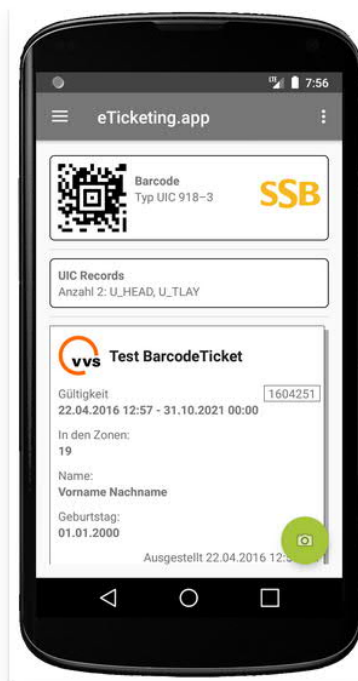 LTE 7:56
eTicketing.app
Barcode
Typ UIC 918–3
SSB
UIC Records
Anzahl 2: U_HEAD, U_TLAY
vvs Test BarcodeTicket
Gültigkeit 1604251
22.04.2016 12:57 - 31.10.2021 00:00
In den Zonen:
19
Name:
Vorname Nachname
Geburtstag:
01.01.2000
Ausgestellt 22.04.2016